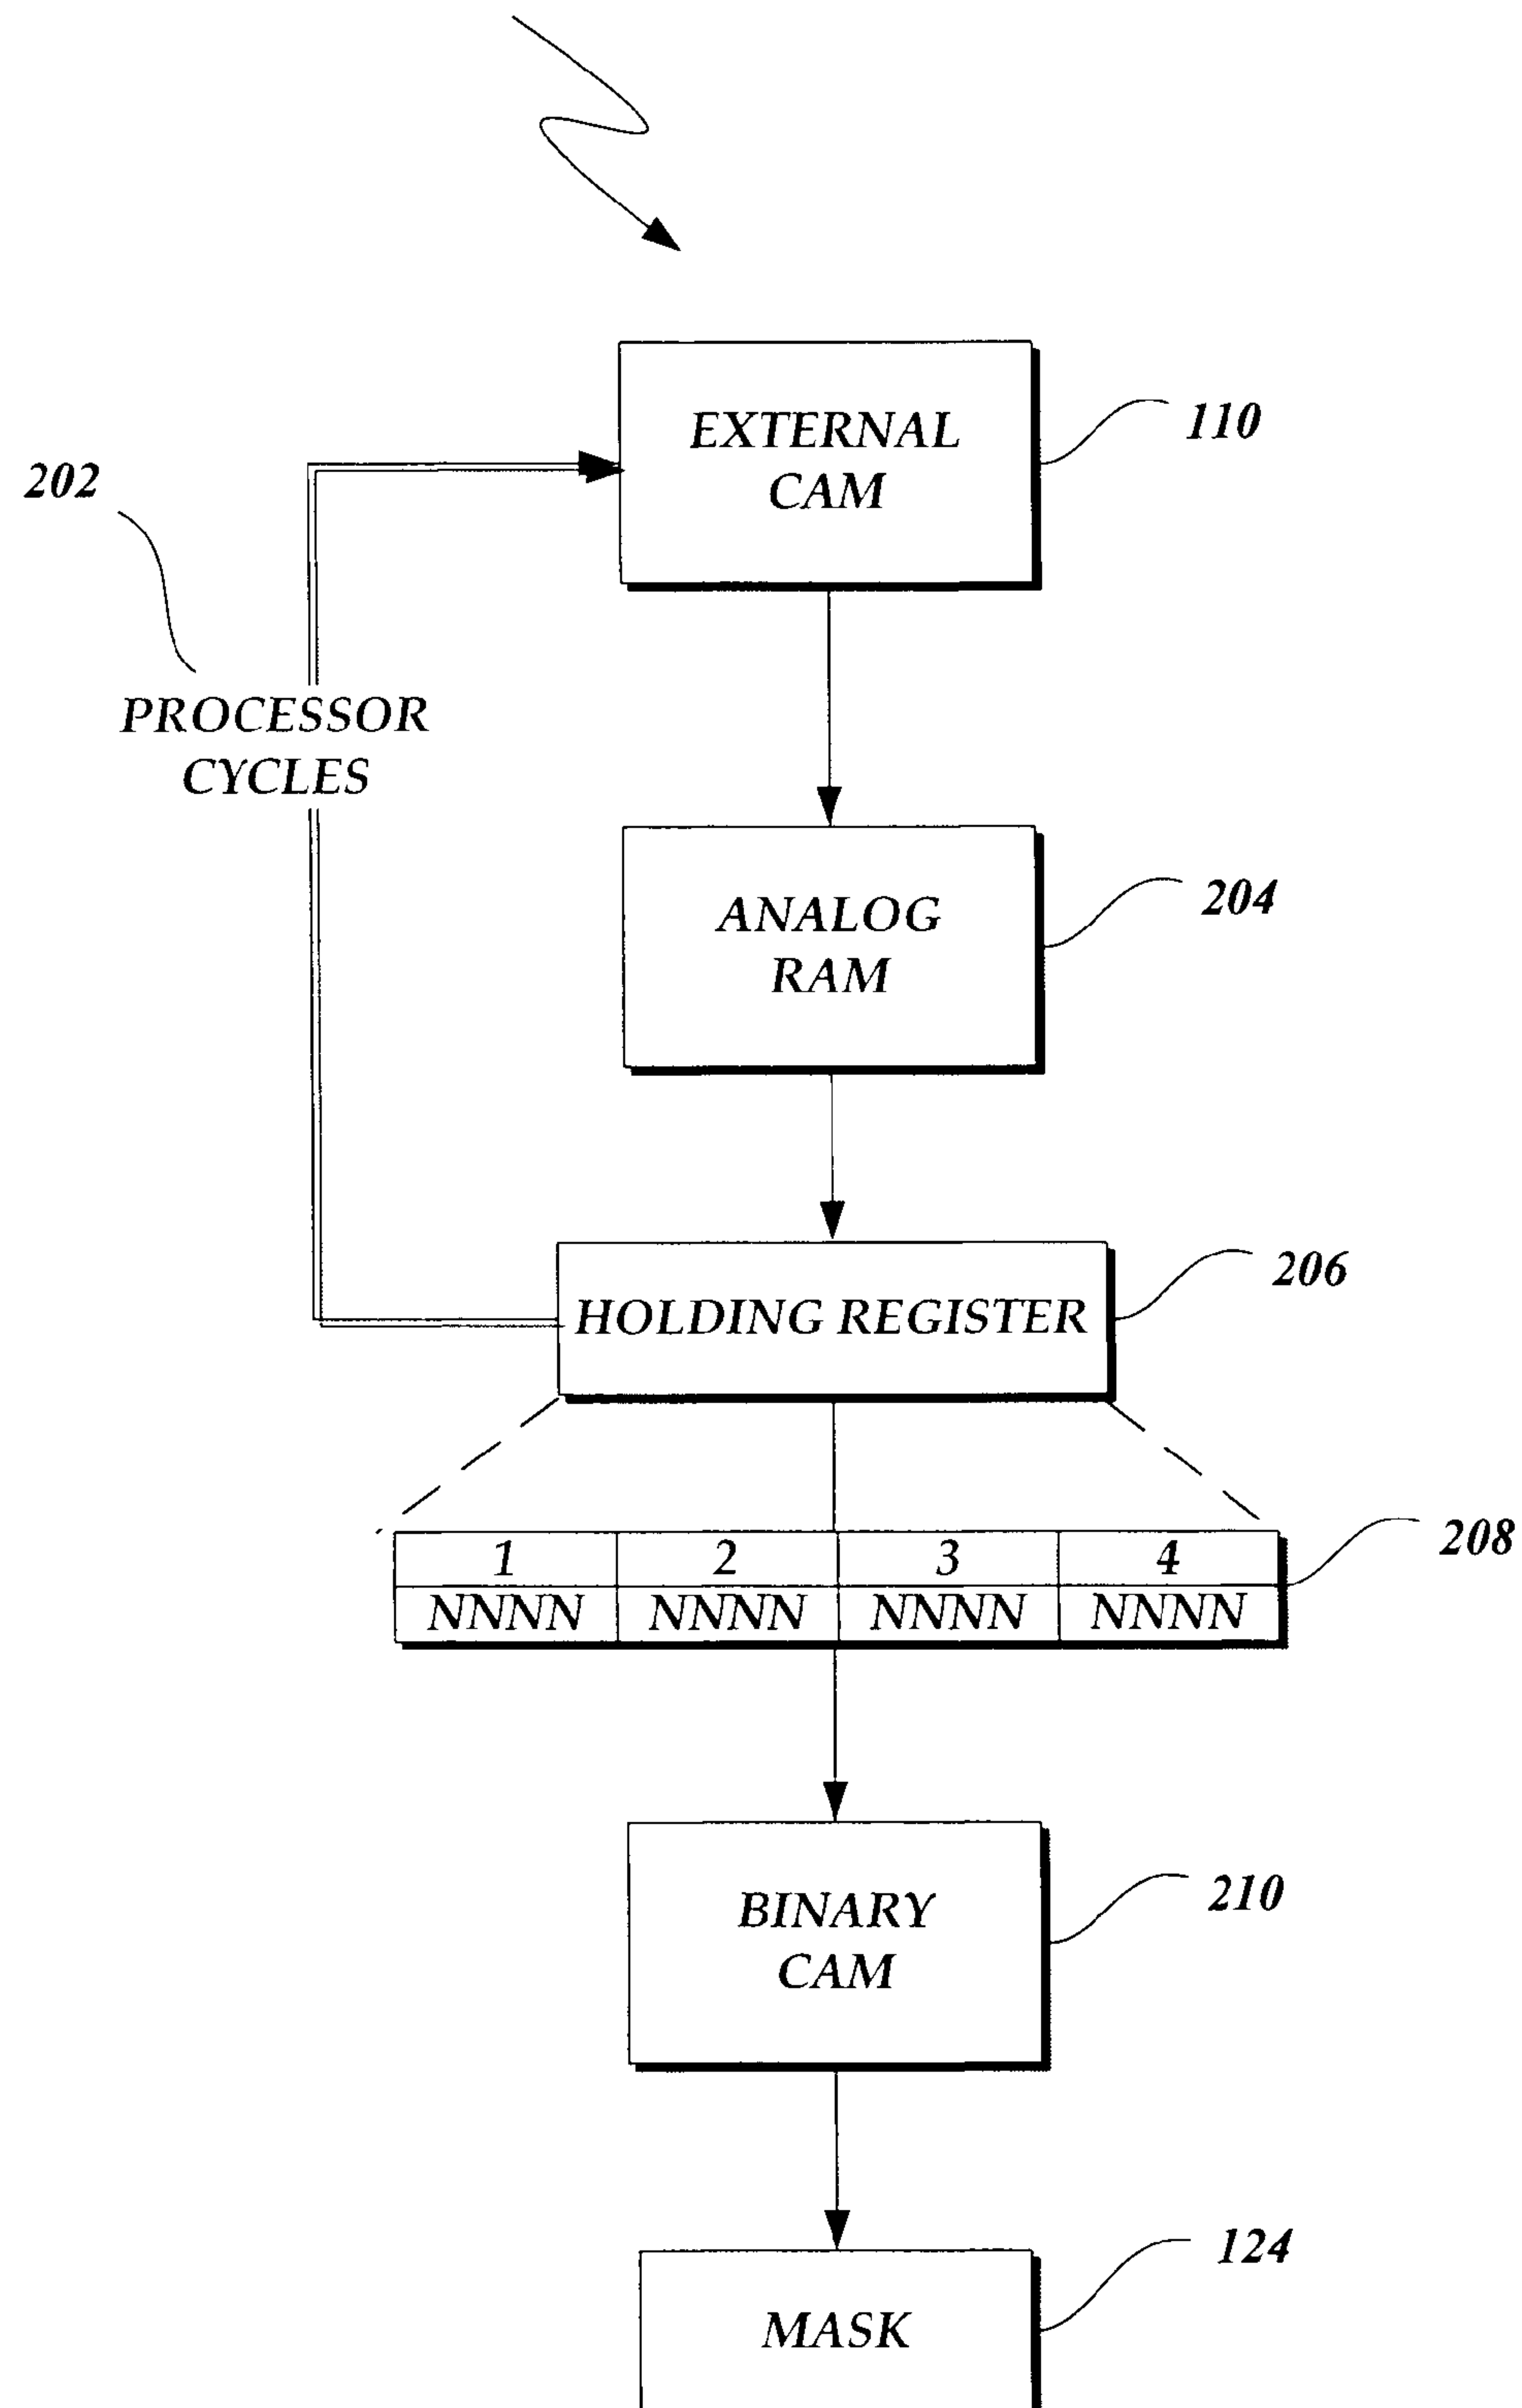 EXTERNAL
CAM
110
202
PROCESSOR
CYCLES
ANALOG
RAM
204
HOLDING REGISTER
206
1 2 3 4
NNNN NNNN NNNN NNNN
208
BINARY
CAM
210
MASK
124